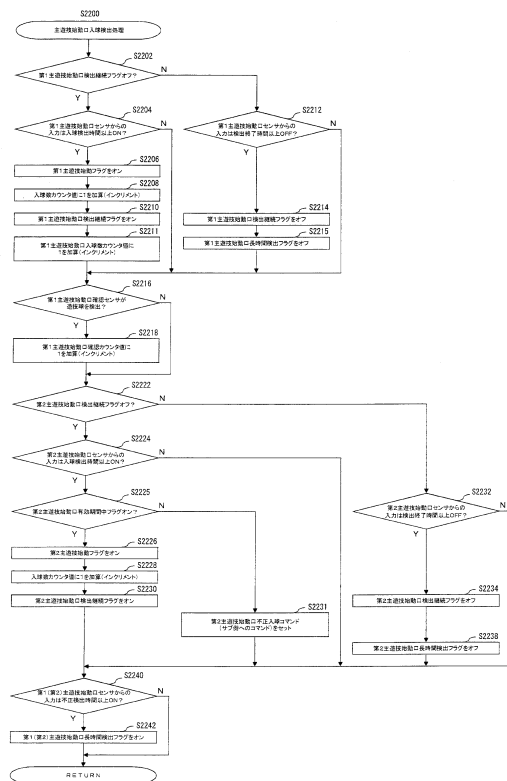 S2200
主遊技始動口入球検出処理
S2202
第1主遊技始動口検出継続フラグオフ？
N
Y
S2204
第1主遊技始動口センサからの
入力は入球検出時間以上ON？
N
Y
S2212
第1主遊技始動口センサからの
入力は検出終了時間以上OFF？
N
Y
S2206
第1主遊技始動フラグをオン
S2208
入球数カウンタ値に1を加算(インクリメント)
S2210
第1主遊技始動口検出継続フラグをオン
S2211
第1主遊技始動口入球数カウンタ値に
1を加算(インクリメント)
S2214
第1主遊技始動口検出継続フラグをオフ
S2215
第1主遊技始動口長時間検出フラグをオフ
S2216
第1主遊技始動口確認センサが
遊技球を検出？
N
Y
S2218
第1主遊技始動口確認カウンタ値に
1を加算(インクリメント)
S2222
第2主遊技始動口検出継続フラグオフ？
N
Y
S2224
第2主遊技始動口センサからの
入力は入球検出時間以上ON？
N
Y
S2225
第2主遊技始動口有効期間中フラグオン？
N
Y
S2232
第2主遊技始動口センサからの
入力は検出終了時間以上OFF？
N
Y
S2226
第2主遊技始動フラグをオン
S2228
入球数カウンタ値に1を加算(インクリメント)
S2230
第2主遊技始動口検出継続フラグをオン
S2231
第2主遊技始動口不正入球コマンド
(サブ側へのコマンド)をセット
S2234
第2主遊技始動口検出継続フラグをオフ
S2238
第2主遊技始動口長時間検出フラグをオフ
S2240
第1(第2)主遊技始動口センサからの
入力は不正検出時間以上ON？
N
Y
S2242
第1(第2)主遊技始動口長時間検出フラグをオン
RETURN